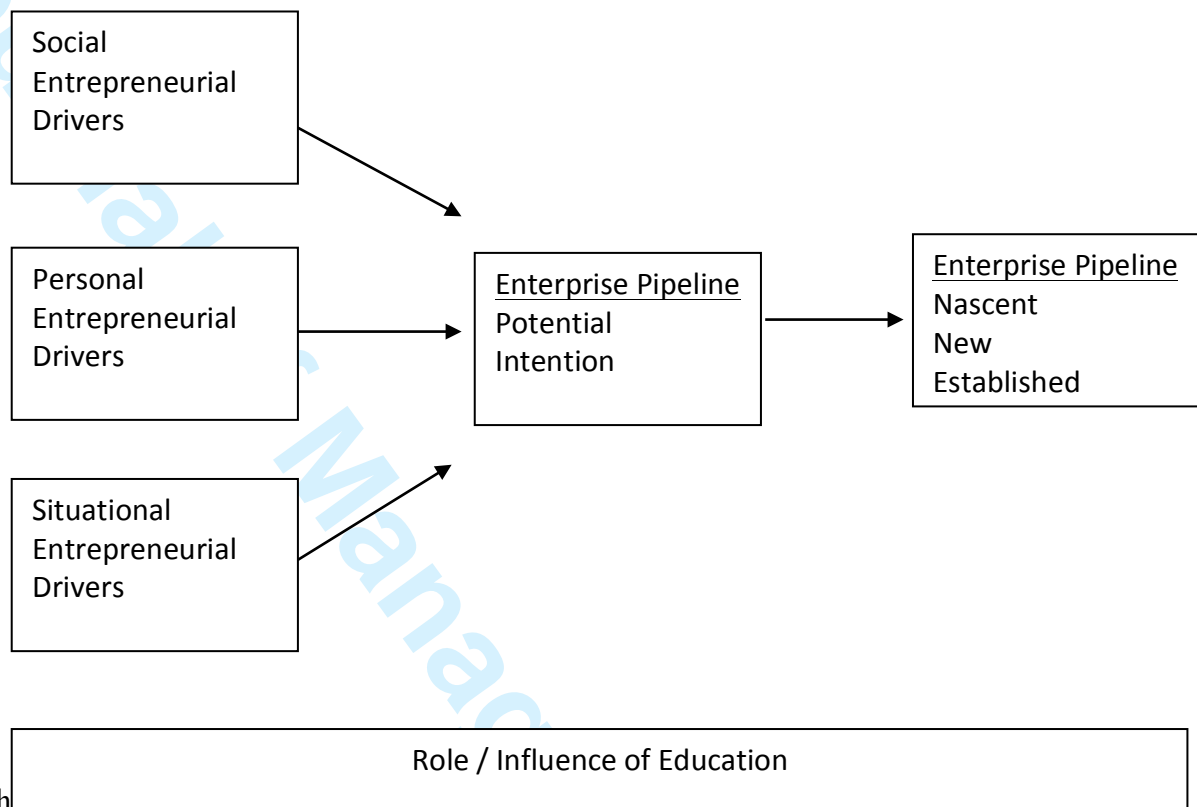 Social
Entrepreneurial
Drivers
Personal
Entrepreneurial
Drivers
Situational
Entrepreneurial
Drivers
Enterprise Pipeline
Potential
Intention
Enterprise Pipeline
Nascent
New
Established
Role / Influence of Education
h